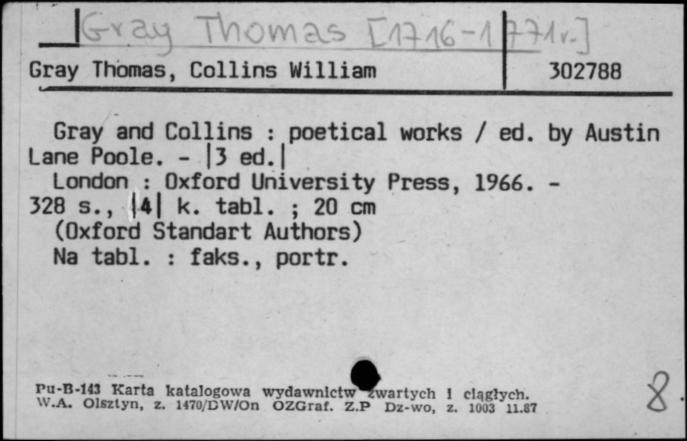 Gray Thomas [1716-1771r.]
Gray Thomas, Collins William 302788
Gray and Collins : poetical works / ed. by Austin
Lane Poole. - |3 ed.|
London : Oxford University Press, 1966. -
328 s., |4| k. tabl. ; 20 cm
(Oxford Standart Authors)
Na tabl. : faks., portr.
Pu-B-143 Karta katalogowa wydawnictw zwartych i ciągłych.
W.A. Olsztyn, z. 1470/DW/On OZGraf. Z.P Dz-wo, z. 1003 11.87
8.